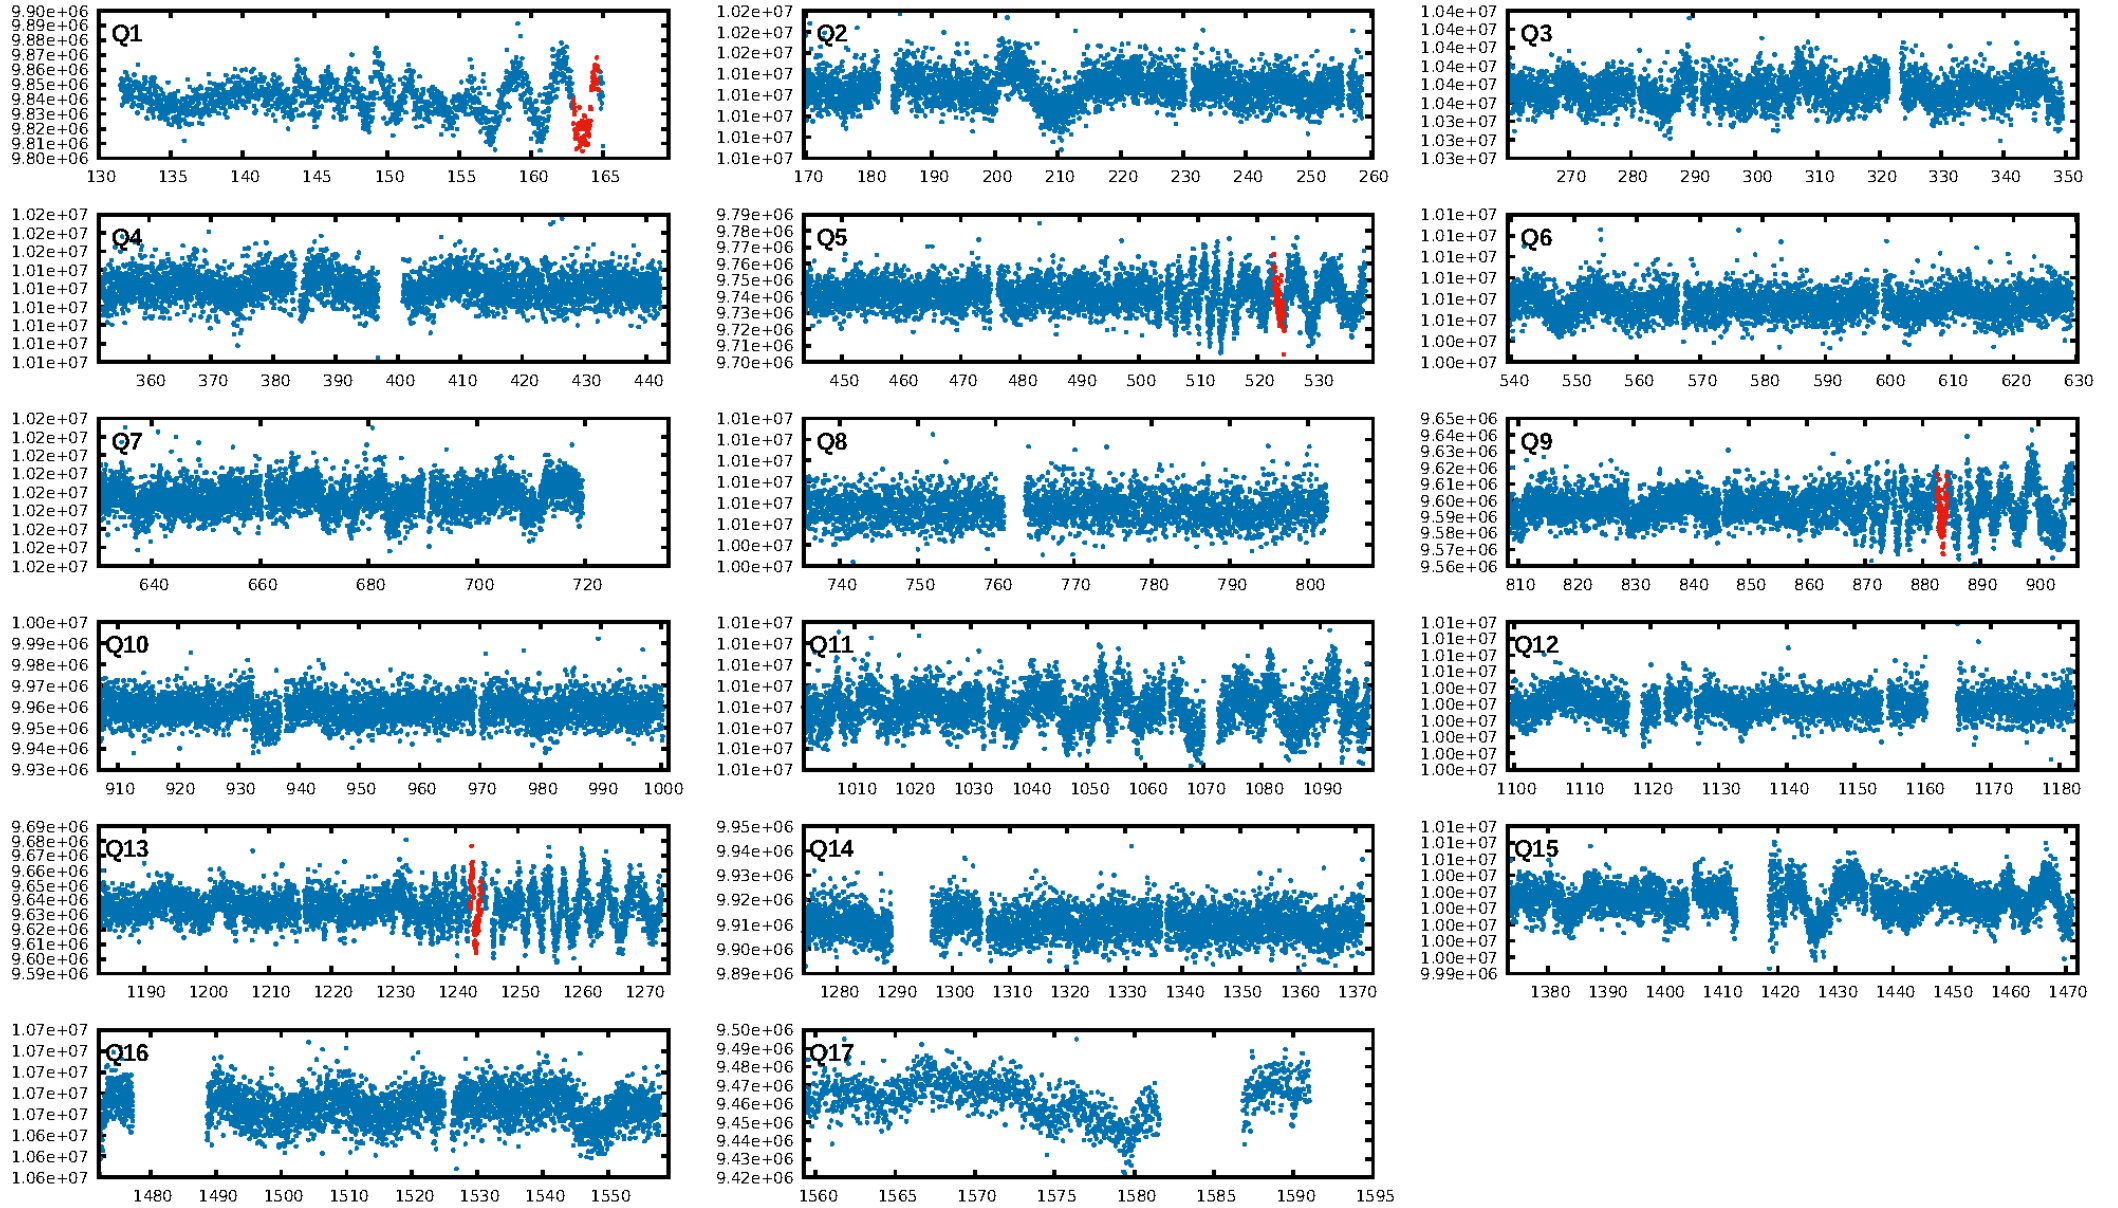 9.90e+06
9.88e+06
9.87e+06
9.86e+06
9.85e+06
9.84e+06
9.83e+06
9.82e+06
9.81e+06
9.80e+06
Q1
130 135 140 145 150 155 160 165
1.02e+07
1.02e+07
1.02e+07
1.01e+07
1.01e+07
1.01e+07
1.01e+07
1.01e+07
Q2
170 180 190 200 210 220 230 240 250 260
1.04e+07
1.04e+07
1.04e+07
1.04e+07
1.04e+07
1.04e+07
1.03e+07
1.03e+07
1.03e+07
Q3
270 280 290 300 310 320 330 340 350
1.02e+07
1.02e+07
1.02e+07
1.01e+07
1.01e+07
1.01e+07
1.01e+07
1.01e+07
1.01e+07
Q4
360 370 380 390 400 410 420 430 440
9.79e+06
9.78e+06
9.77e+06
9.76e+06
9.75e+06
9.74e+06
9.73e+06
9.72e+06
9.71e+06
9.70e+06
Q5
450 460 470 480 490 500 510 520 530
1.01e+07
1.01e+07
1.01e+07
1.01e+07
1.01e+07
1.01e+07
1.00e+07
1.00e+07
Q6
540 550 560 570 580 590 600 610 620 630
1.02e+07
1.02e+07
1.02e+07
1.02e+07
1.02e+07
1.02e+07
1.02e+07
1.02e+07
1.02e+07
Q7
640 660 680 700 720
1.01e+07
1.01e+07
1.01e+07
1.01e+07
1.01e+07
1.01e+07
1.00e+07
1.00e+07
Q8
740 750 760 770 780 790 800
9.65e+06
9.64e+06
9.63e+06
9.62e+06
9.61e+06
9.60e+06
9.59e+06
9.58e+06
9.57e+06
9.56e+06
Q9
810 820 830 840 850 860 870 880 890 900
1.00e+07
9.99e+06
9.98e+06
9.97e+06
9.96e+06
9.95e+06
9.94e+06
9.93e+06
Q10
910 920 930 940 950 960 970 980 990 1000
1.01e+07
1.01e+07
1.01e+07
1.01e+07
1.01e+07
1.01e+07
1.01e+07
1.01e+07
Q11
1010 1020 1030 1040 1050 1060 1070 1080 1090
1.01e+07
1.01e+07
1.01e+07
1.01e+07
1.00e+07
1.00e+07
1.00e+07
1.00e+07
1.00e+07
1.00e+07
Q12
1100 1110 1120 1130 1140 1150 1160 1170 1180
9.69e+06
9.68e+06
9.67e+06
9.66e+06
9.65e+06
9.64e+06
9.63e+06
9.62e+06
9.61e+06
9.60e+06
9.59e+06
Q13
1190 1200 1210 1220 1230 1240 1250 1260 1270
9.95e+06
9.94e+06
9.93e+06
9.92e+06
9.91e+06
9.90e+06
9.89e+06
Q14
1280 1290 1300 1310 1320 1330 1340 1350 1360 1370
1.01e+07
1.01e+07
1.01e+07
1.00e+07
1.00e+07
1.00e+07
1.00e+07
1.00e+07
9.99e+06
Q15
1380 1390 1400 1410 1420 1430 1440 1450 1460 1470
1.07e+07
1.07e+07
1.07e+07
1.07e+07
1.07e+07
1.06e+07
1.06e+07
1.06e+07
Q16
1480 1490 1500 1510 1520 1530 1540 1550
9.50e+06
9.49e+06
9.48e+06
9.47e+06
9.46e+06
9.45e+06
9.44e+06
9.43e+06
9.42e+06
Q17
1560 1565 1570 1575 1580 1585 1590 1595